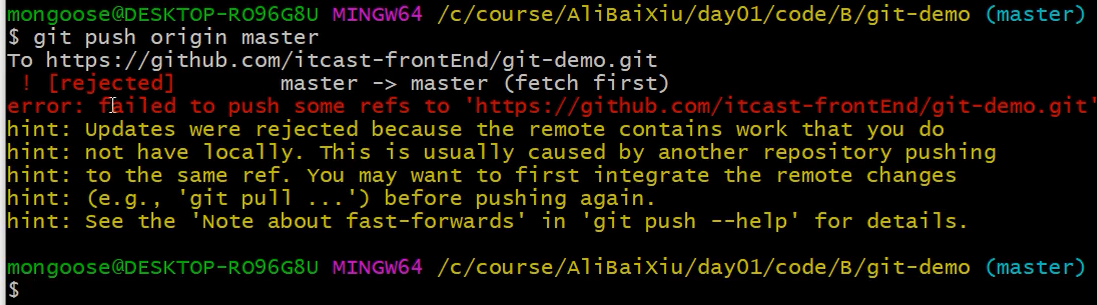 mongoose@DESKTOP-RO96G8U MINGW64 /c/course/AliBaiXiu/day01/code/B/git-demo (master)
$ git push origin master
To https://github.com/itcast-frontEnd/git-demo.git
 ! [rejected]        master -> master (fetch first)
error: failed to push some refs to 'https://github.com/itcast-frontEnd/git-demo.git'
hint: Updates were rejected because the remote contains work that you do
hint: not have locally. This is usually caused by another repository pushing
hint: to the same ref. You may want to first integrate the remote changes
hint: (e.g., 'git pull ...') before pushing again.
hint: See the 'Note about fast-forwards' in 'git push --help' for details.
mongoose@DESKTOP-RO96G8U MINGW64 /c/course/AliBaiXiu/day01/code/B/git-demo (master)
$